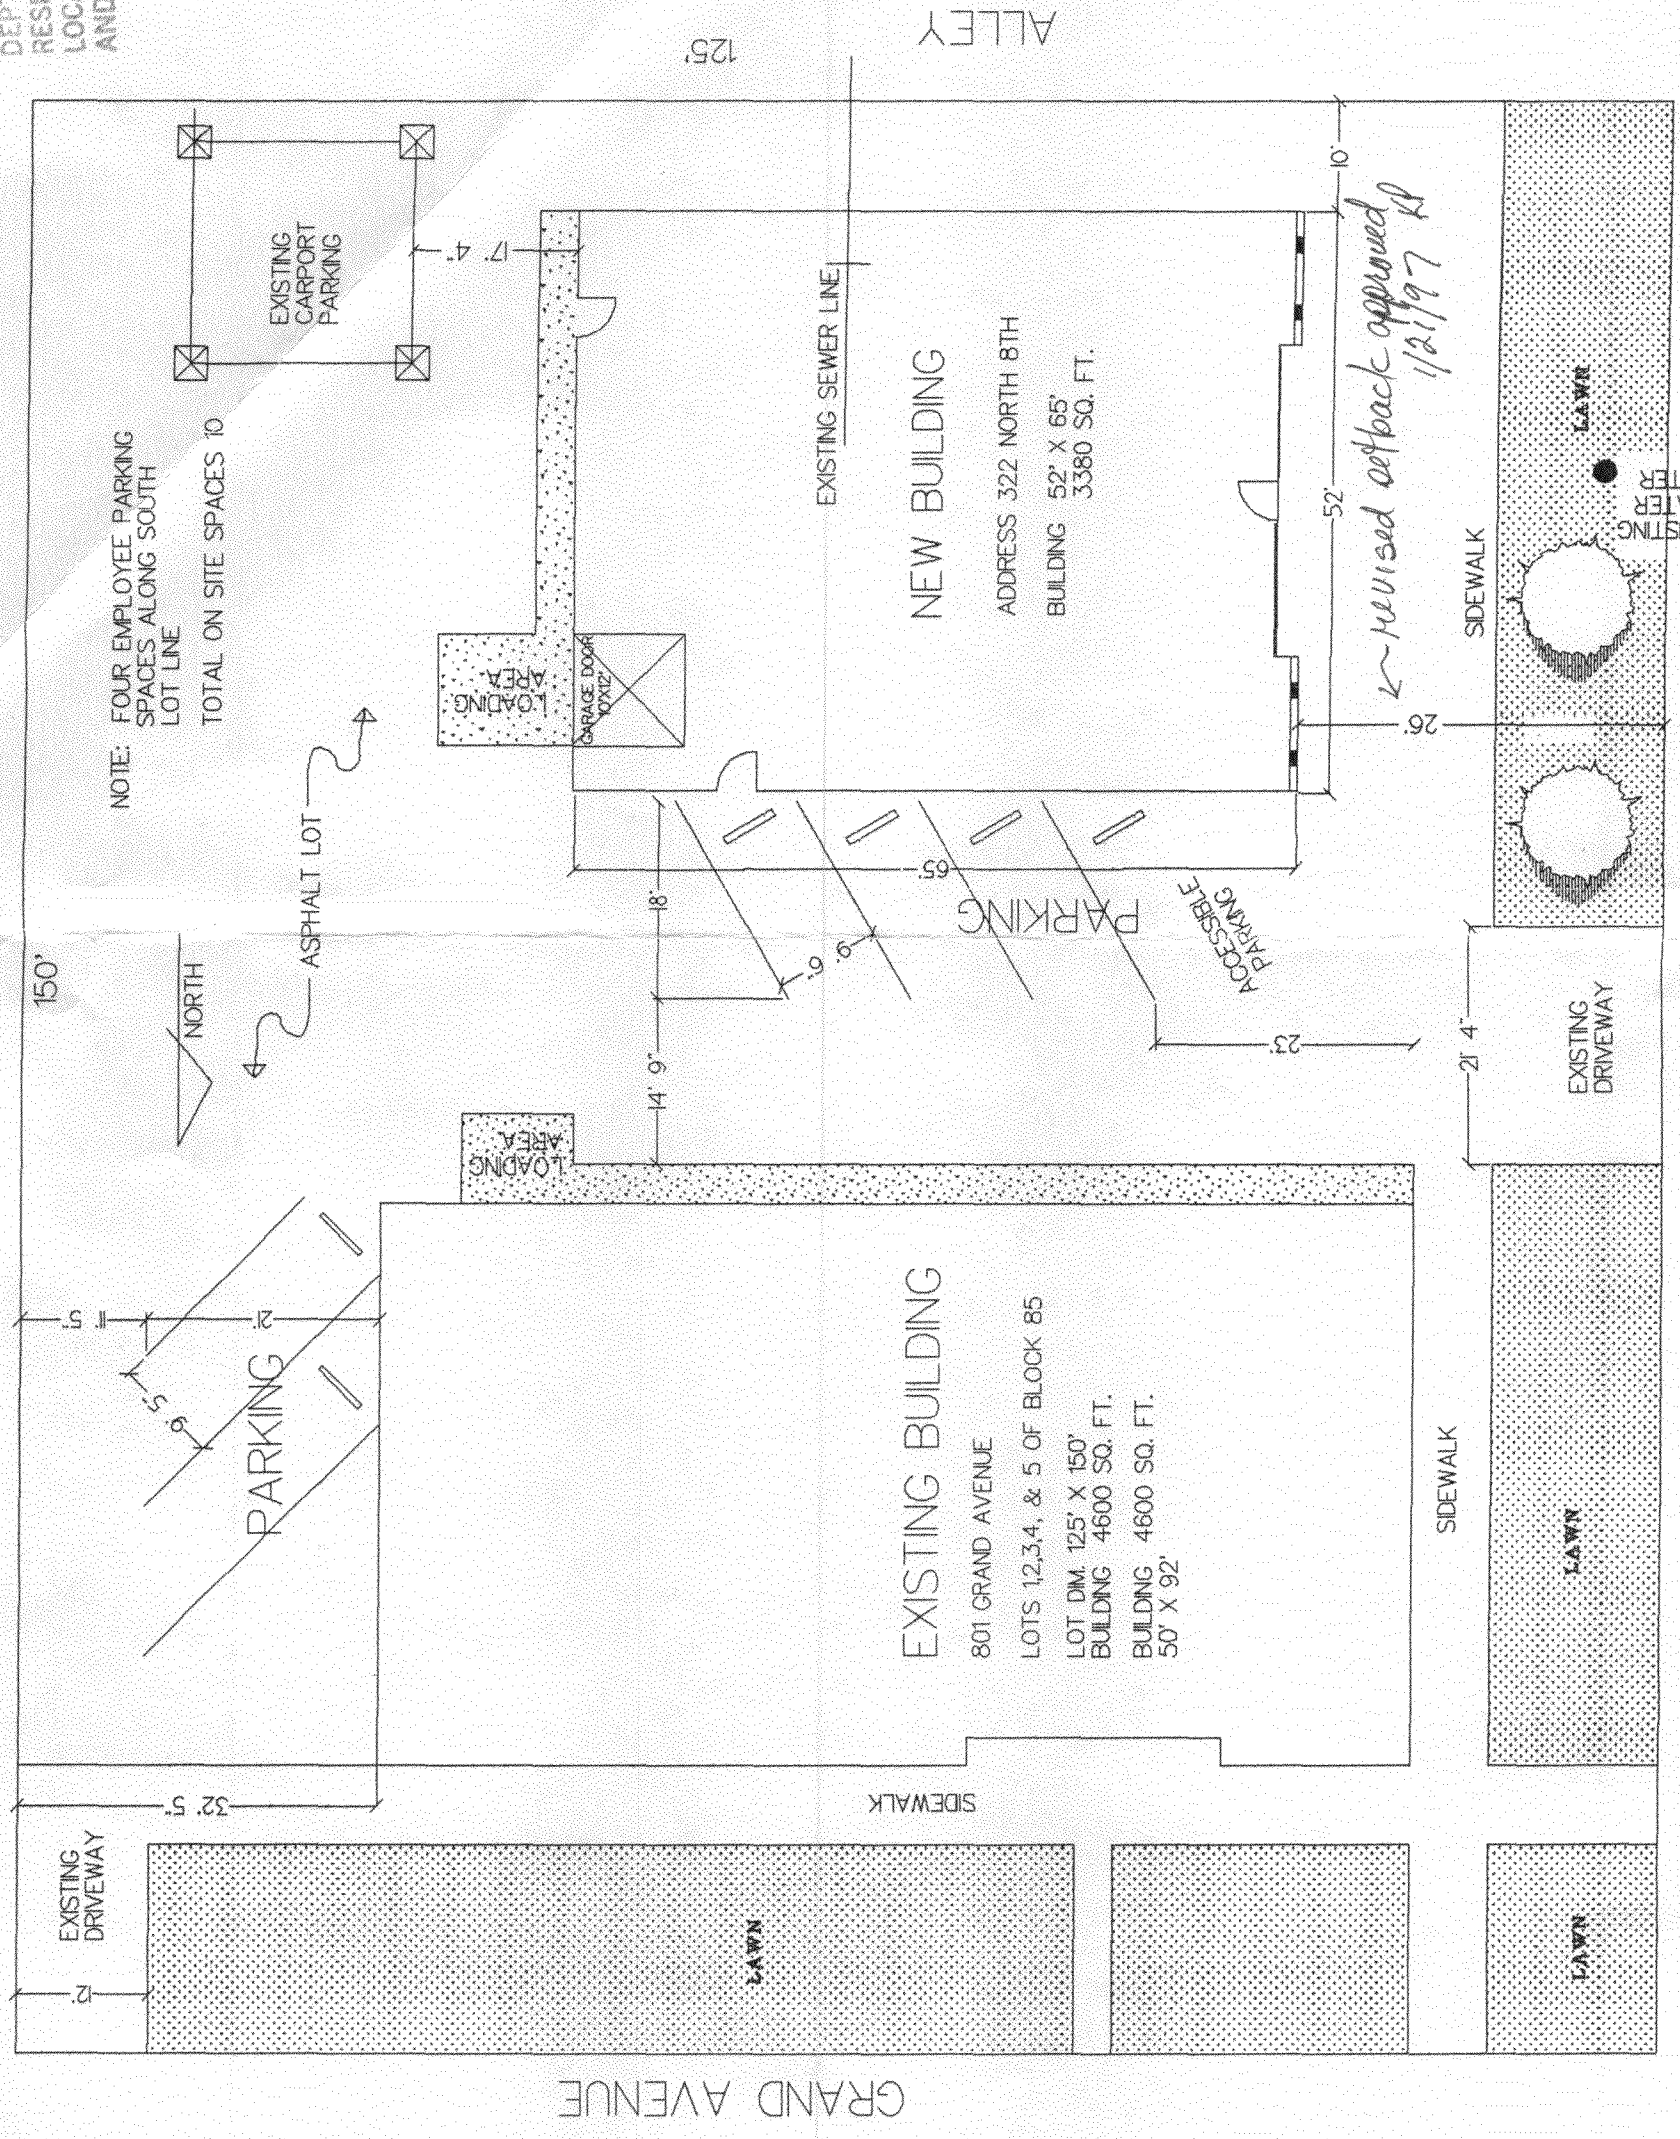 DEPT
RESP
LOC
AND
ALLEY
125'
150'
NOTE: FOUR EMPLOYEE PARKING
SPACES ALONG SOUTH
LOT LINE
TOTAL ON SITE SPACES 10
EXISTING
CARPORT
PARKING
17' 4"
10'
ASPHALT LOT
NORTH
LOADING
AREA
GARAGE DOOR
10'X12'
EXISTING SEWER LINE
NEW BUILDING
ADDRESS 322 NORTH 8TH
BUILDING 52' X 65'
3380 SQ. FT.
52'
← revised setback approved
1/21/97 KP
26'
SIDEWALK
LAWN
65'
18'
9' 6"
PARKING
ACCESSIBLE
PARKING
14' 9"
23'
21' 4"
EXISTING
DRIVEWAY
LOADING
AREA
11' 5"
21'
9' 5"
PARKING
EXISTING BUILDING
801 GRAND AVENUE
LOTS 1,2,3,4, & 5 OF BLOCK 85
LOT DIM. 125' X 150'
BUILDING 4600 SQ. FT.
BUILDING 4600 SQ. FT.
50' X 92'
SIDEWALK
LAWN
32' 5"
SIDEWALK
EXISTING
DRIVEWAY
12'
LAWN
LAWN
GRAND AVENUE